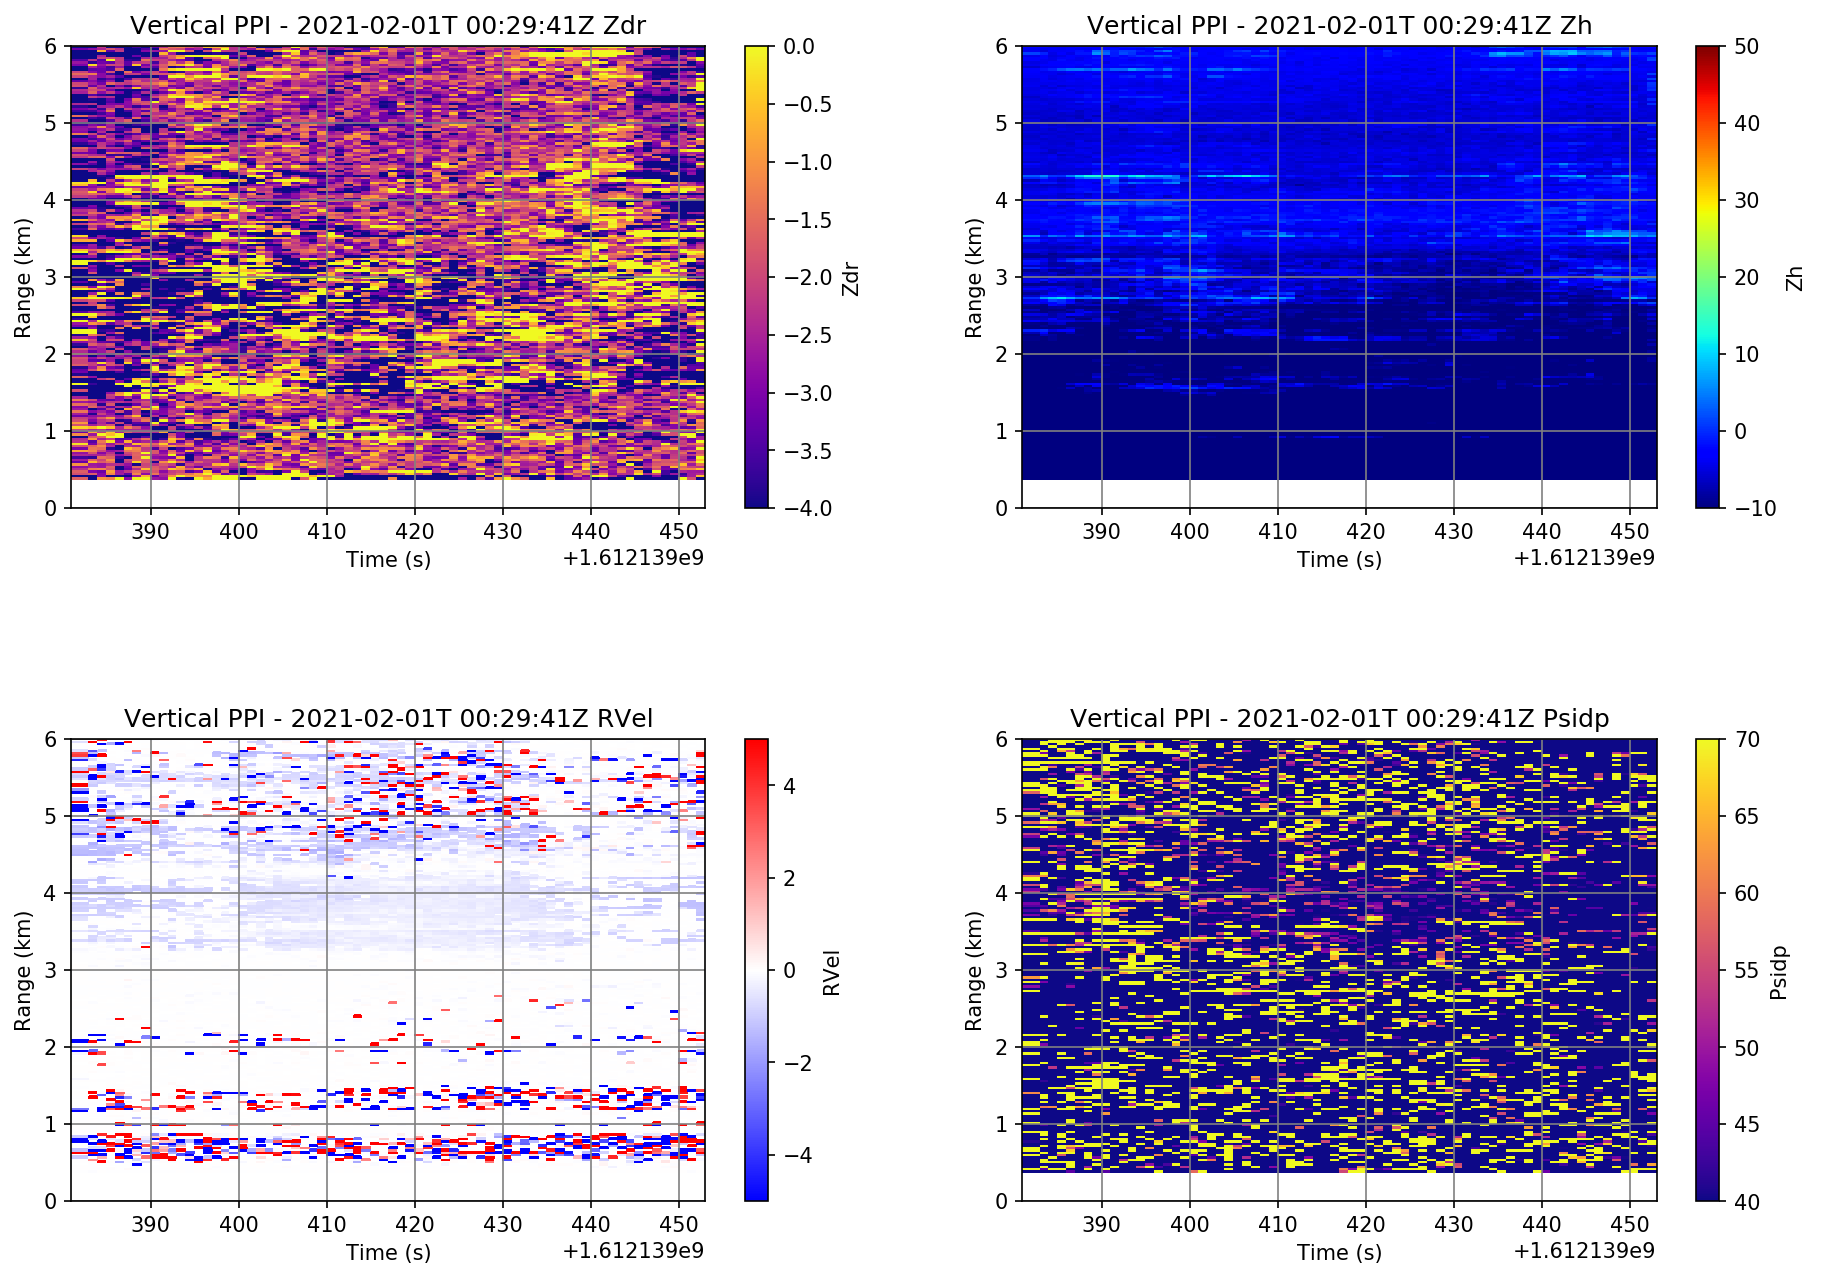 Vertical PPI - 2021-02-01T 00:29:41Z Zdr
6
5
4
3
2
1
0
Range (km)
390 400 410 420 430 440 450
Time (s)
+1.612139e9
0.0
−0.5
−1.0
−1.5
−2.0
−2.5
−3.0
−3.5
−4.0
Zdr
Vertical PPI - 2021-02-01T 00:29:41Z Zh
6
5
4
3
2
1
0
Range (km)
390 400 410 420 430 440 450
Time (s)
+1.612139e9
50
40
30
20
10
0
−10
Zh
Vertical PPI - 2021-02-01T 00:29:41Z RVel
6
5
4
3
2
1
0
Range (km)
390 400 410 420 430 440 450
Time (s)
+1.612139e9
4
2
0
−2
−4
RVel
Vertical PPI - 2021-02-01T 00:29:41Z Psidp
6
5
4
3
2
1
0
Range (km)
390 400 410 420 430 440 450
Time (s)
+1.612139e9
70
65
60
55
50
45
40
Psidp